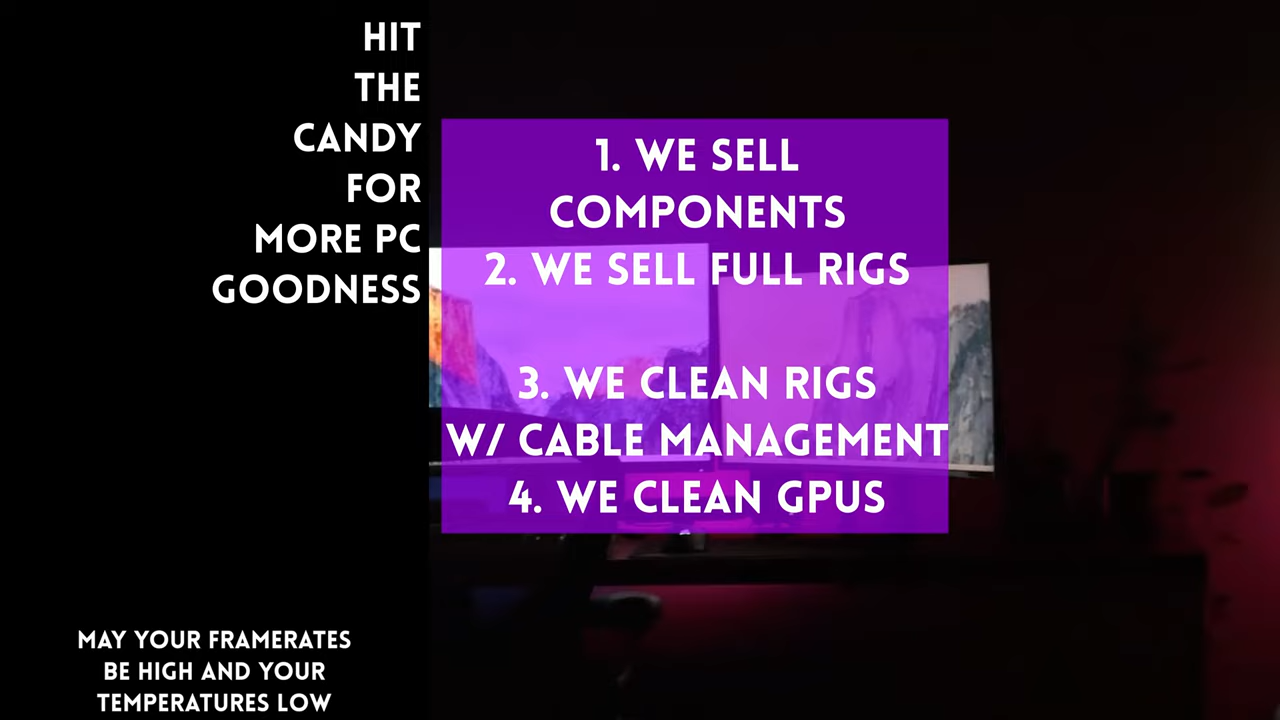 HIT
THE
CANDY
FOR
MORE PC
GOODNESS
1. WE SELL
COMPONENTS
2. WE SELL FULL RIGS
3. WE CLEAN RIGS
W/ CABLE MANAGEMENT
4. WE CLEAN GPUS
MAY YOUR FRAMERATES
BE HIGH AND YOUR
TEMPERATURES LOW